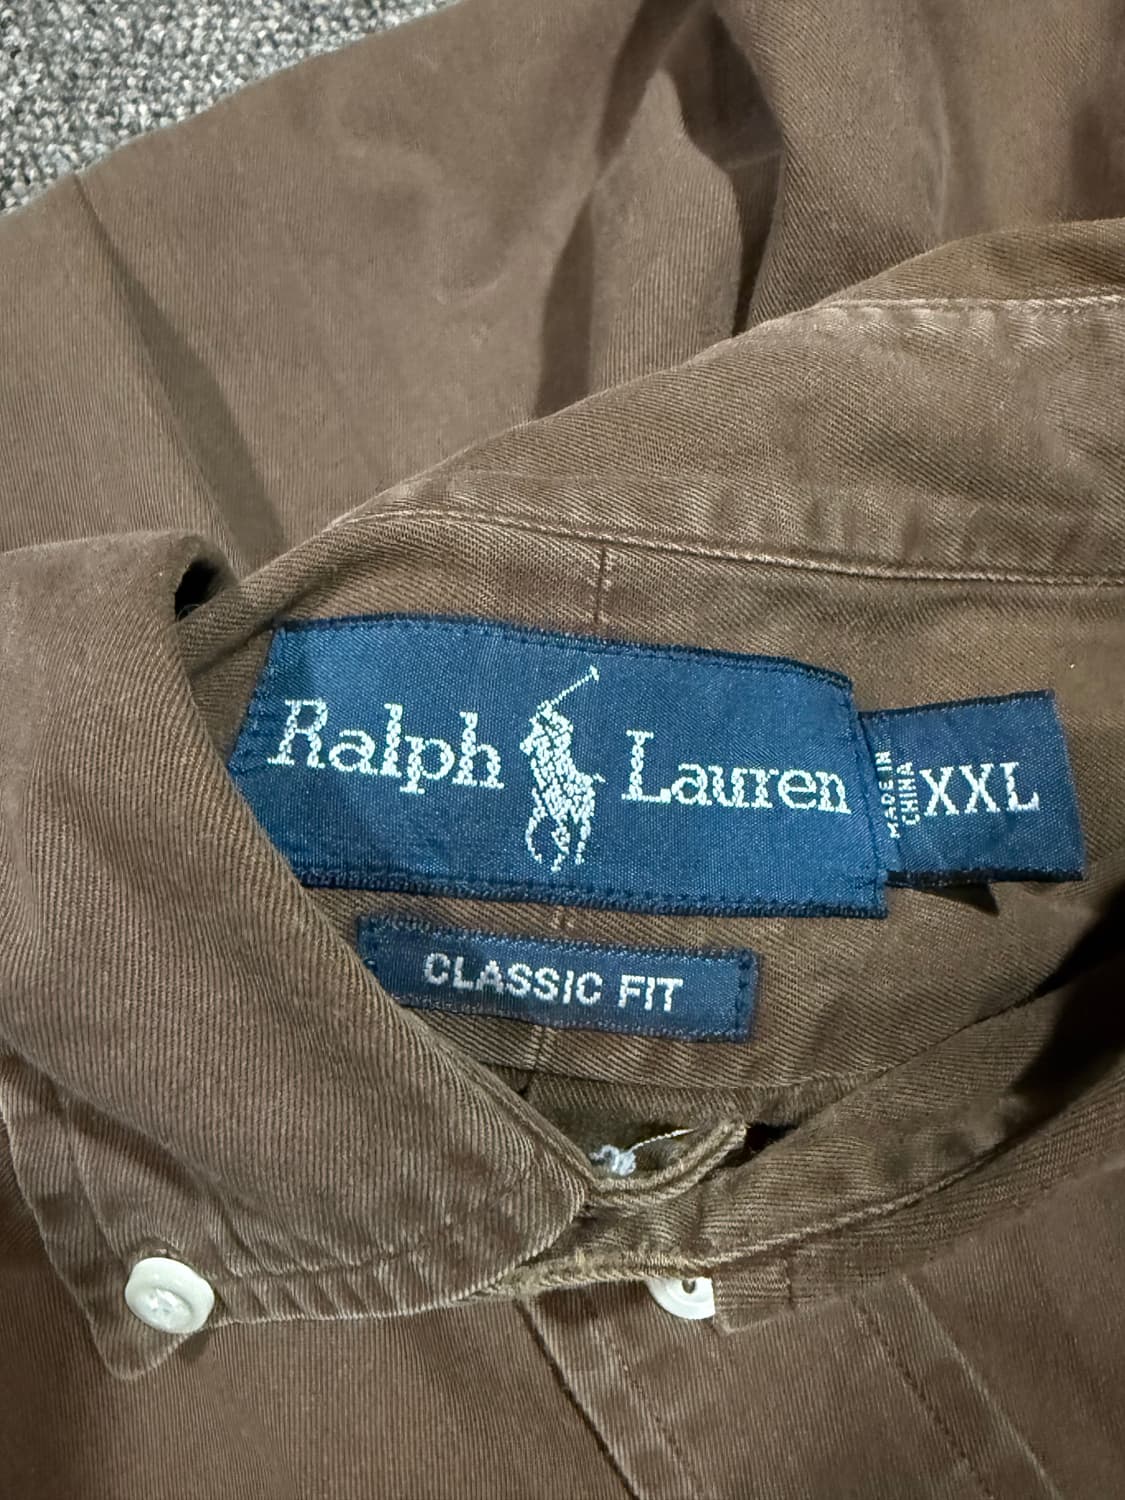 Ralph Lauren
MADE IN
CHINA
XXL
CLASSIC FIT